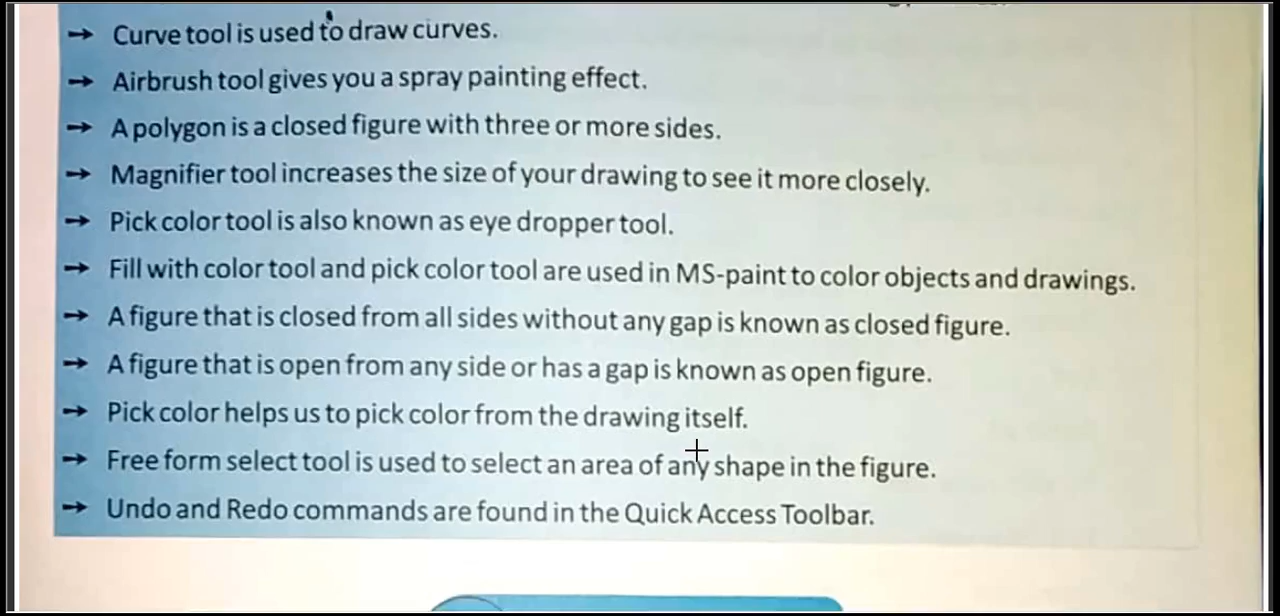 → Curve tool is used to draw curves.
→ Airbrush tool gives you a spray painting effect.
→ A polygon is a closed figure with three or more sides.
→ Magnifier tool increases the size of your drawing to see it more closely.
→ Pick color tool is also known as eye dropper tool.
→ Fill with color tool and pick color tool are used in MS-paint to color objects and drawings.
→ A figure that is closed from all sides without any gap is known as closed figure.
→ A figure that is open from any side or has a gap is known as open figure.
→ Pick color helps us to pick color from the drawing itself.
→ Free form select tool is used to select an area of any shape in the figure.
→ Undo and Redo commands are found in the Quick Access Toolbar.